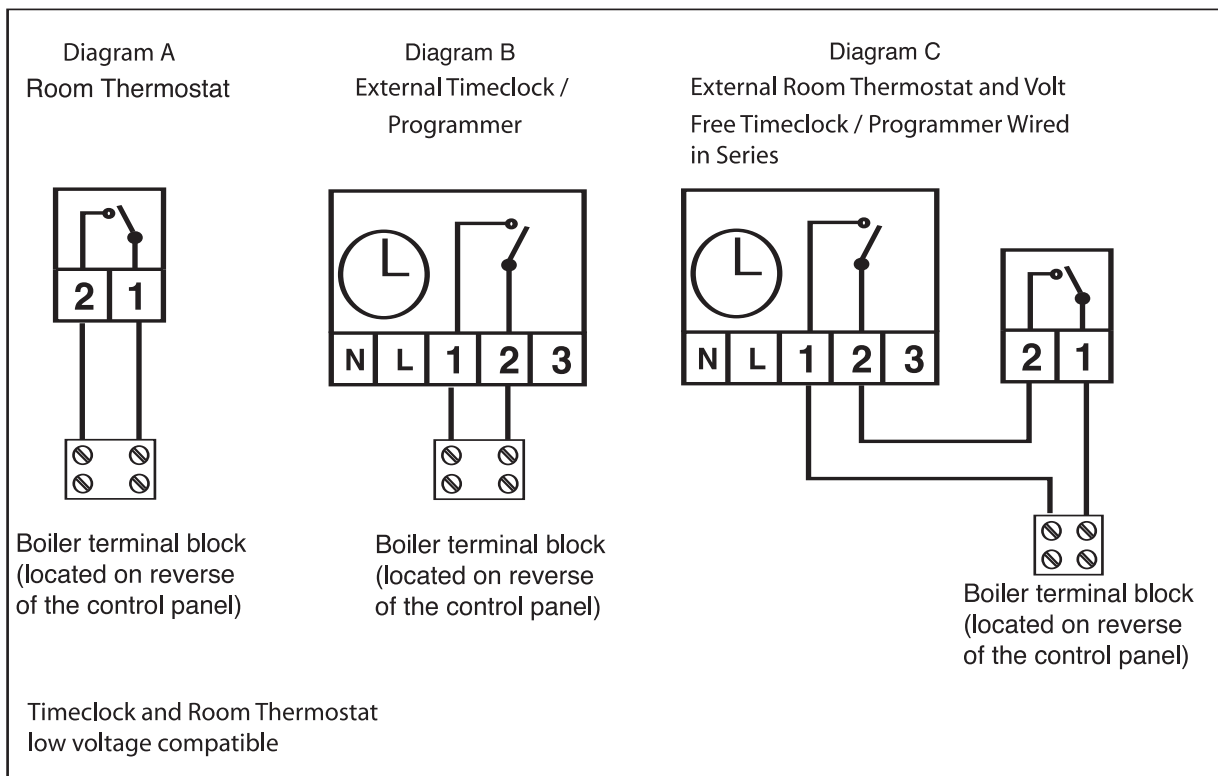 Diagram A
Room Thermostat
2 1
Boiler terminal block
(located on reverse
of the control panel)
Diagram B
External Timeclock /
Programmer
N L 1 2 3
Boiler terminal block
(located on reverse
of the control panel)
Diagram C
External Room Thermostat and Volt
Free Timeclock / Programmer Wired
in Series
N L 1 2 3
2 1
Boiler terminal block
(located on reverse
of the control panel)
Timeclock and Room Thermostat
low voltage compatible